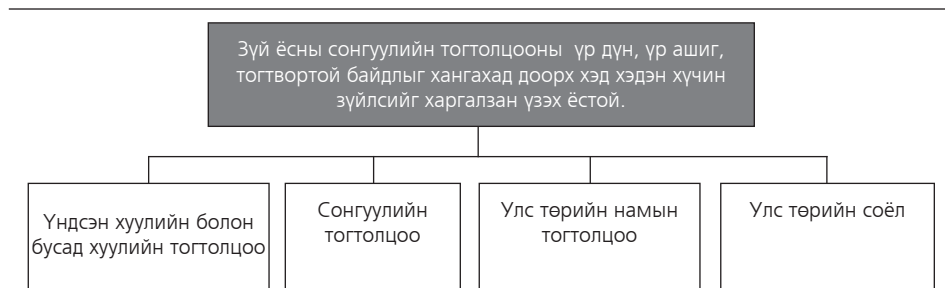 Зүй ёсны сонгуулийн тогтолцооны үр дүн, үр ашиг,
тогтвортой байдлыг хангахад доорх хэд хэдэн хүчин
зүйлсийг харгалзан үзэх ёстой.
Үндсэн хуулийн болон
бусад хуулийн тогтолцоо
Сонгуулийн
тогтолцоо
Улс төрийн намын
тогтолцоо
Улс төрийн соёл